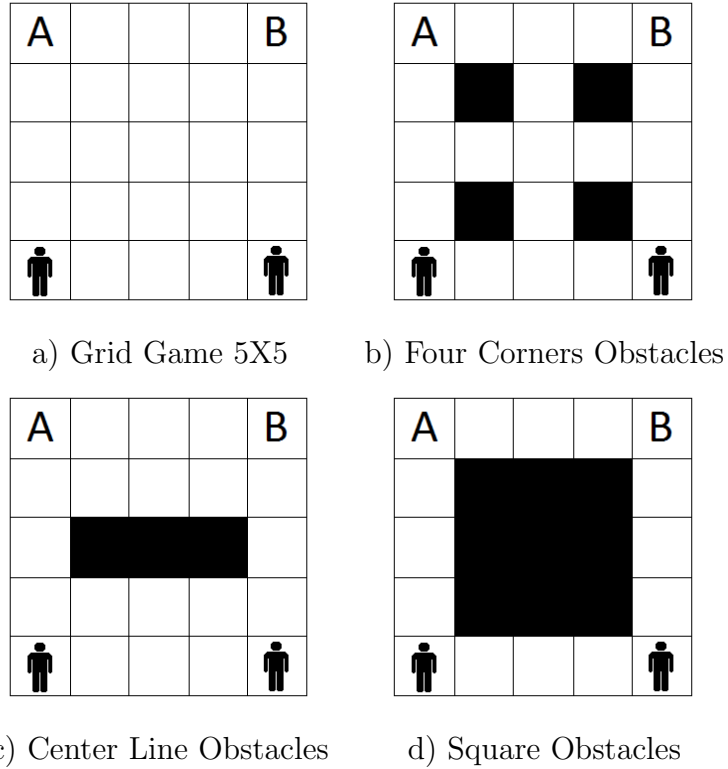 A B A B
a) Grid Game 5X5 b) Four Corners Obstacles
A B A B
c) Center Line Obstacles d) Square Obstacles